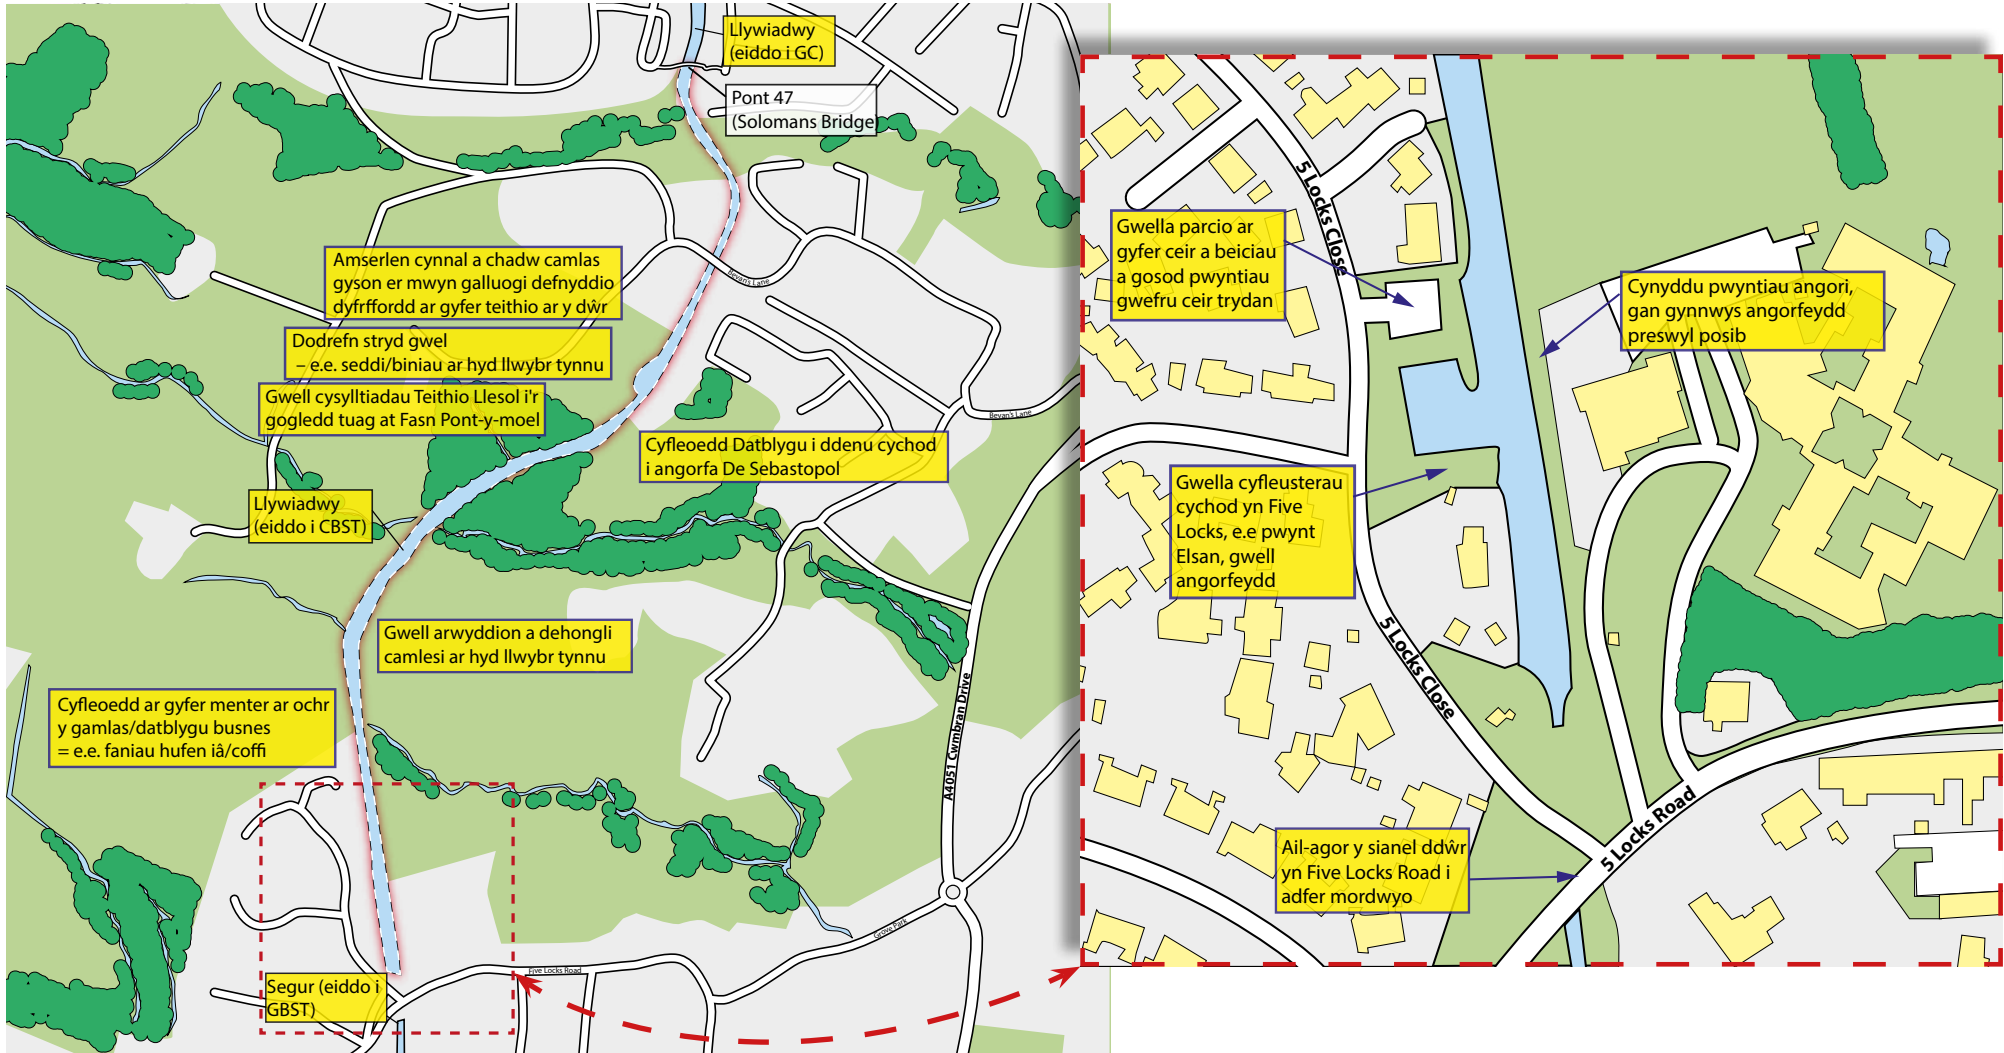 Llywiadwy
(eiddo i GC)
Pont 47
(Solomans Bridge)
Amserlen cynnal a chadw camlas
gyson er mwyn galluogi defnyddio
dyfrffordd ar gyfer teithio ar y dŵr
Bevan's Lane
Dodrefn stryd gwel
– e.e. seddi/biniau ar hyd llwybr tynnu
Gwell cysylltiadau Teithio Llesol i'r
gogledd tuag at Fasn Pont-y-moel
Bevan's Lane
Cyfleoedd Datblygu i ddenu cychod
i angorfa De Sebastopol
Llywiadwy
(eiddo i CBST)
Gwell arwyddion a dehongli
camlesi ar hyd llwybr tynnu
Cyfleoedd ar gyfer menter ar ochr
y gamlas/datblygu busnes
= e.e. faniau hufen iâ/coffi
A4051 Cwmbran Drive
Grove Park
Five Locks Road
Segur (eiddo i
GBST)
5 Locks Close
Gwella parcio ar
gyfer ceir a beiciau
a gosod pwyntiau
gwefru ceir trydan
Cynyddu pwyntiau angori,
gan gynnwys angorfeydd
preswyl posib
Gwella cyfleusterau
cychod yn Five
Locks, e.e pwynt
Elsan, gwell
angorfeydd
5 Locks Close
5 Locks Road
Ail-agor y sianel ddŵr
yn Five Locks Road i
adfer mordwyo